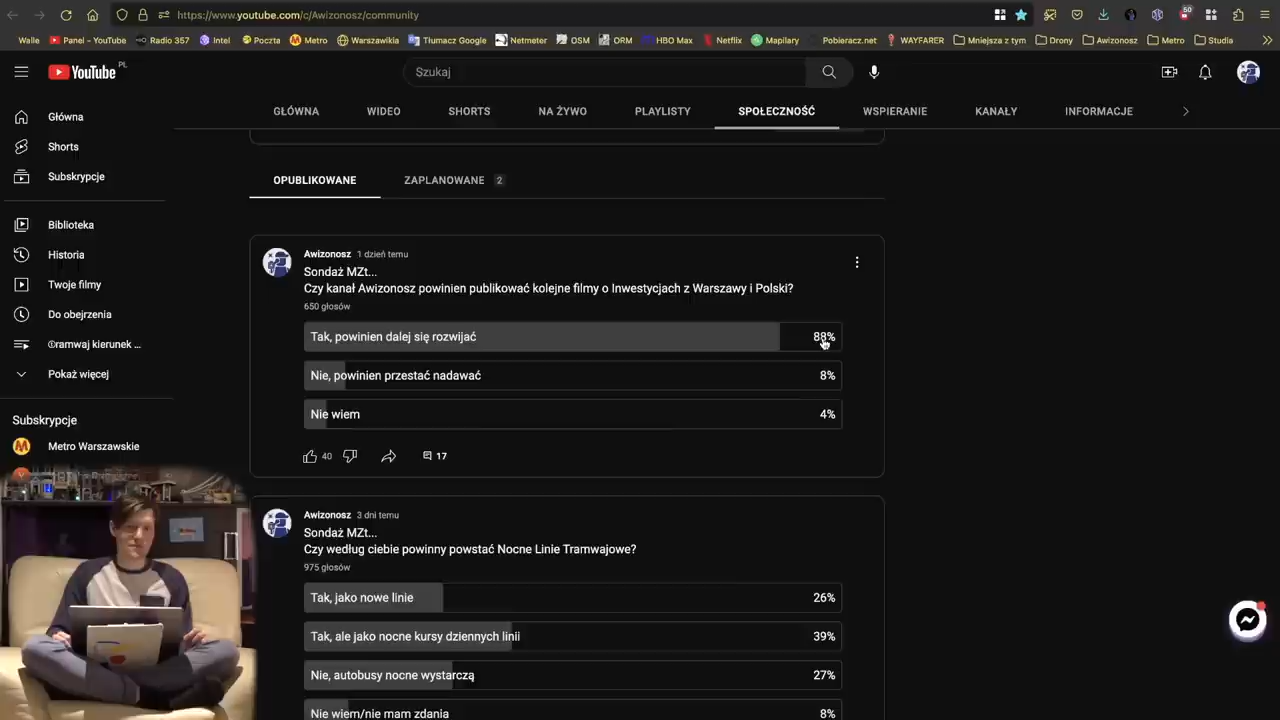 https://www.youtube.com/c/Awizonosz/community
50
Walle
Panel – YouTube
Radio 357
Intel
Poczta
Metro
Warszawikia
Tłumacz Google
Netmeter
OSM
ORM
HBO Max
Netflix
Mapilary
Pobieracz.net
WAYFARER
Mniejsza z tym
Drony
Awizonosz
Metro
Studia
YouTube PL
Szukaj
GŁÓWNA
WIDEO
SHORTS
NA ŻYWO
PLAYLISTY
SPOŁECZNOŚĆ
WSPIERANIE
KANAŁY
INFORMACJE
Główna
Shorts
Subskrypcje
Biblioteka
Historia
Twoje filmy
Do obejrzenia
©ramwaj kierunek ...
Pokaż więcej
Subskrypcje
Metro Warszawskie
OPUBLIKOWANE
ZAPLANOWANE 2
Awizonosz 1 dzień temu
Sondaż MZt...
Czy kanał Awizonosz powinien publikować kolejne filmy o Inwestycjach z Warszawy i Polski?
650 głosów
Tak, powinien dalej się rozwijać 88%
Nie, powinien przestać nadawać 8%
Nie wiem 4%
40
17
Awizonosz 3 dni temu
Sondaż MZt...
Czy według ciebie powinny powstać Nocne Linie Tramwajowe?
975 głosów
Tak, jako nowe linie 26%
Tak, ale jako nocne kursy dziennych linii 39%
Nie, autobusy nocne wystarczą 27%
Nie wiem/nie mam zdania 8%